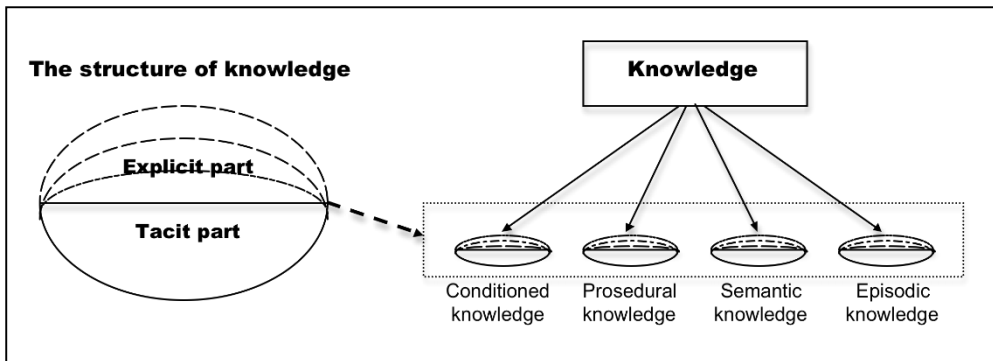 The structure of knowledge
Explicit part
Tacit part
Knowledge
Conditioned
knowledge
Prosedural
knowledge
Semantic
knowledge
Episodic
knowledge